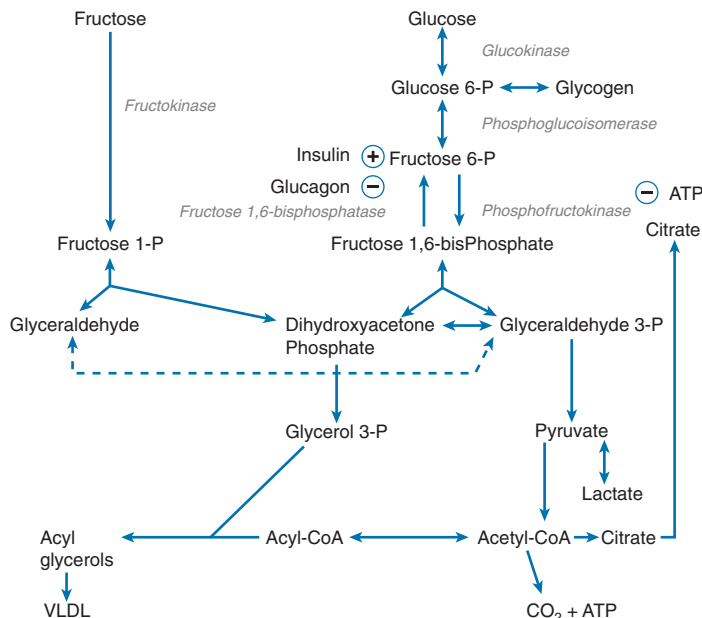 Fructose
Glucose
Glucokinase
Glucose 6-P
Glycogen
Fructokinase
Phosphoglucoisomerase
Insulin +
Fructose 6-P
Glucagon −
− ATP
Fructose 1,6-bisphosphatase
Phosphofructokinase
Citrate
Fructose 1-P
Fructose 1,6-bisPhosphate
Glyceraldehyde
Dihydroxyacetone
Phosphate
Glyceraldehyde 3-P
Glycerol 3-P
Pyruvate
Lactate
Acyl
glycerols
Acyl-CoA
Acetyl-CoA
Citrate
VLDL
CO2 + ATP